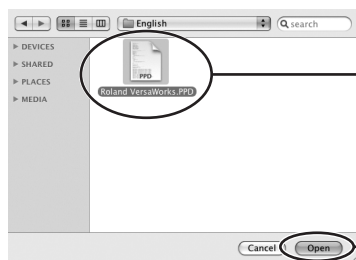 English
search
DEVICES
SHARED
PLACES
MEDIA
PPD
Roland VersaWorks.PPD
Cancel
Open